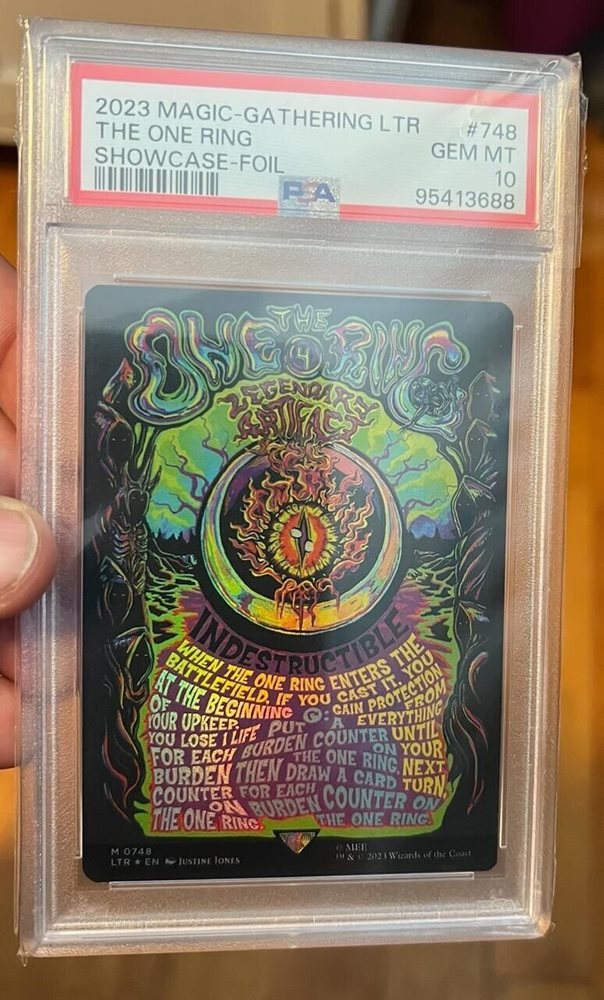 2023 MAGIC-GATHERING LTR #748
THE ONE RING GEM MT
SHOWCASE-FOIL 10
PSA 95413688
THE
ONE 4 RING
LEGENDARY
ARTIFACT
INDESTRUCTIBLE
WHEN THE ONE RING ENTERS THE
BATTLEFIELD, IF YOU CAST IT, YOU
GAIN PROTECTION FROM
EVERYTHING
UNTIL
YOUR
NEXT
TURN.
AT THE BEGINNING
OF
YOUR UPKEEP,
YOU LOSE 1 LIFE
FOR EACH
BURDEN
COUNTER
ON
THE ONE RING.
: PUT A
BURDEN COUNTER
ON
THE ONE RING,
THEN DRAW A CARD
FOR EACH
BURDEN COUNTER ON
THE ONE RING.
M 0748
LTR ★ EN JUSTINE JONES
© MEE
™ & © 2023 Wizards of the Coast